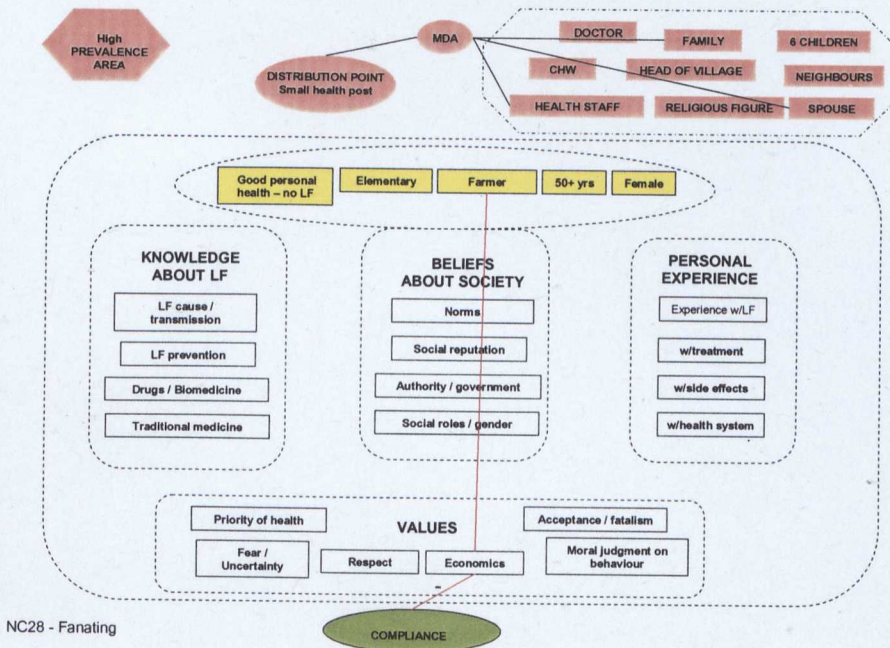 High
PREVALENCE
AREA
MDA
DISTRIBUTION POINT
Small health post
DOCTOR
FAMILY
6 CHILDREN
CHW
HEAD OF VILLAGE
NEIGHBOURS
HEALTH STAFF
RELIGIOUS FIGURE
SPOUSE
Good personal
health – no LF
Elementary
Farmer
50+ yrs
Female
KNOWLEDGE
ABOUT LF
LF cause /
transmission
LF prevention
Drugs / Biomedicine
Traditional medicine
BELIEFS
ABOUT SOCIETY
Norms
Social reputation
Authority / government
Social roles / gender
PERSONAL
EXPERIENCE
Experience w/LF
w/treatment
w/side effects
w/health system
VALUES
Priority of health
Acceptance / fatalism
Fear /
Uncertainty
Respect
Economics
Moral judgment on
behaviour
-
COMPLIANCE
NC28 - Fanating